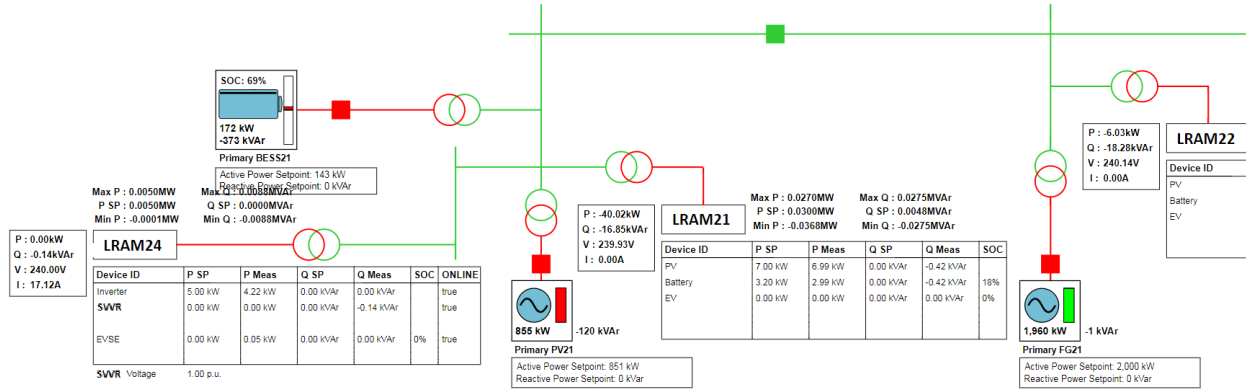 SOC: 69%
172 kW
-373 kVAr
Primary BESS21
Active Power Setpoint: 143 kW
Reactive Power Setpoint: 0 kVAr
Max P : 0.0050MW Max Q : 0.0088MVAr
P SP : 0.0050MW Q SP : 0.0000MVAr
Min P : -0.0001MW Min Q : -0.0088MVAr
P : 0.00kW
Q : -0.14kVAr
V : 240.00V
I : 17.12A
LRAM24
Device ID P SP P Meas Q SP Q Meas SOC ONLINE
Inverter 5.00 kW 4.22 kW 0.00 kVAr 0.00 kVAr true
SVVR 0.00 kW 0.00 kW 0.00 kVAr -0.14 kVAr true
EVSE 0.00 kW 0.05 kW 0.00 kVAr 0.00 kVAr 0% true
SVVR Voltage 1.00 p.u.
855 kW -120 kVAr
Primary PV21
Active Power Setpoint: 851 kW
Reactive Power Setpoint: 0 kVAr
P : -40.02kW
Q : -16.85kVAr
V : 239.93V
I : 0.00A
LRAM21
Max P : 0.0270MW Max Q : 0.0275MVAr
P SP : 0.0300MW Q SP : 0.0048MVAr
Min P : -0.0368MW Min Q : -0.0275MVAr
Device ID P SP P Meas Q SP Q Meas SOC
PV 7.00 kW 6.99 kW 0.00 kVAr -0.42 kVAr
Battery 3.20 kW 2.99 kW 0.00 kVAr -0.42 kVAr 18%
EV 0.00 kW 0.00 kW 0.00 kVAr 0.00 kVAr 0%
P : -6.03kW
Q : -18.28kVAr
V : 240.14V
I : 0.00A
LRAM22
Device ID
PV
Battery
EV
1,960 kW -1 kVAr
Primary FG21
Active Power Setpoint: 2,000 kW
Reactive Power Setpoint: 0 kVAr